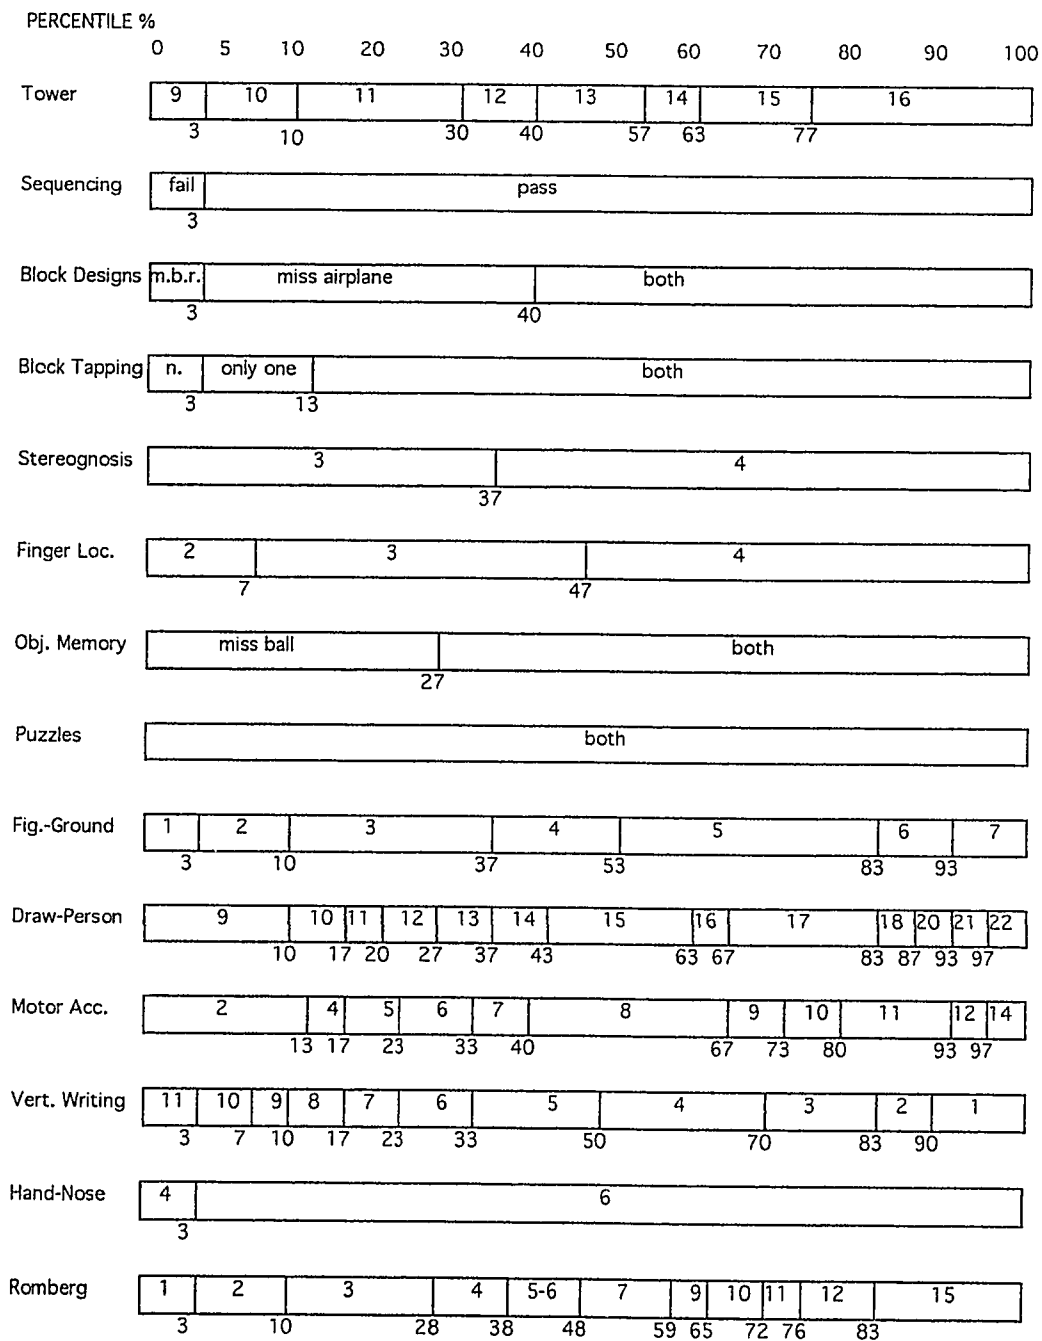 PERCENTILE %
0 5 10 20 30 40 50 60 70 80 90 100
Tower 9 10 11 12 13 14 15 16
3 10 30 40 57 63 77
Sequencing fail pass
3
Block Designs m.b.r. miss airplane both
3 40
Block Tapping n. only one both
3 13
Stereognosis 3 4
37
Finger Loc. 2 3 4
7 47
Obj. Memory miss ball both
27
Puzzles both
Fig.-Ground 1 2 3 4 5 6 7
3 10 37 53 83 93
Draw-Person 9 10 11 12 13 14 15 16 17 18 20 21 22
10 17 20 27 37 43 63 67 83 87 93 97
Motor Acc. 2 4 5 6 7 8 9 10 11 12 14
13 17 23 33 40 67 73 80 93 97
Vert. Writing 11 10 9 8 7 6 5 4 3 2 1
3 7 10 17 23 33 50 70 83 90
Hand-Nose 4 6
3
Romberg 1 2 3 4 5-6 7 9 10 11 12 15
3 10 28 38 48 59 65 72 76 83